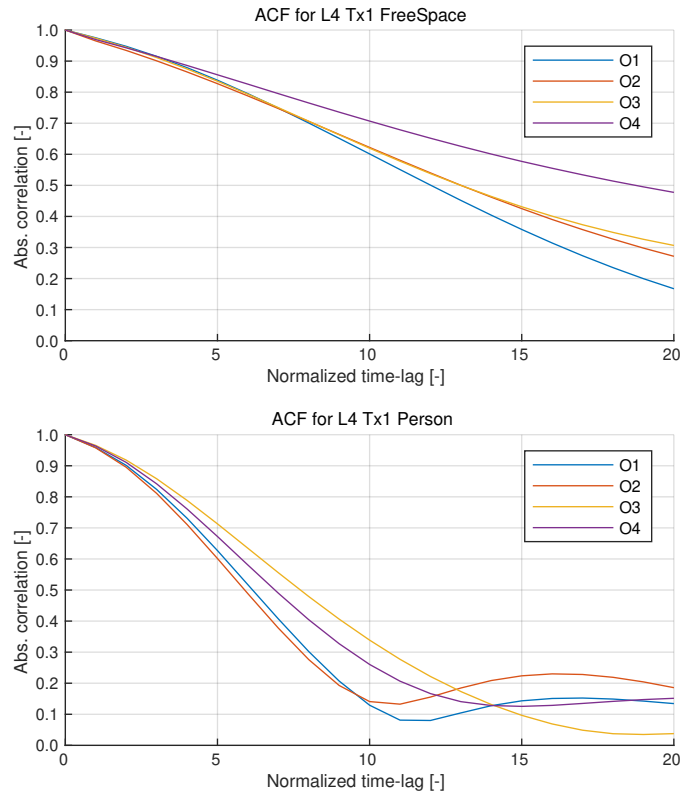 ACF for L4 Tx1 FreeSpace
1.0
0.9
0.8
0.7
0.6
0.5
0.4
0.3
0.2
0.1
0.0
Abs. correlation [-]
O1
O2
O3
O4
0 5 10 15 20
Normalized time-lag [-]
ACF for L4 Tx1 Person
1.0
0.9
0.8
0.7
0.6
0.5
0.4
0.3
0.2
0.1
0.0
Abs. correlation [-]
O1
O2
O3
O4
0 5 10 15 20
Normalized time-lag [-]